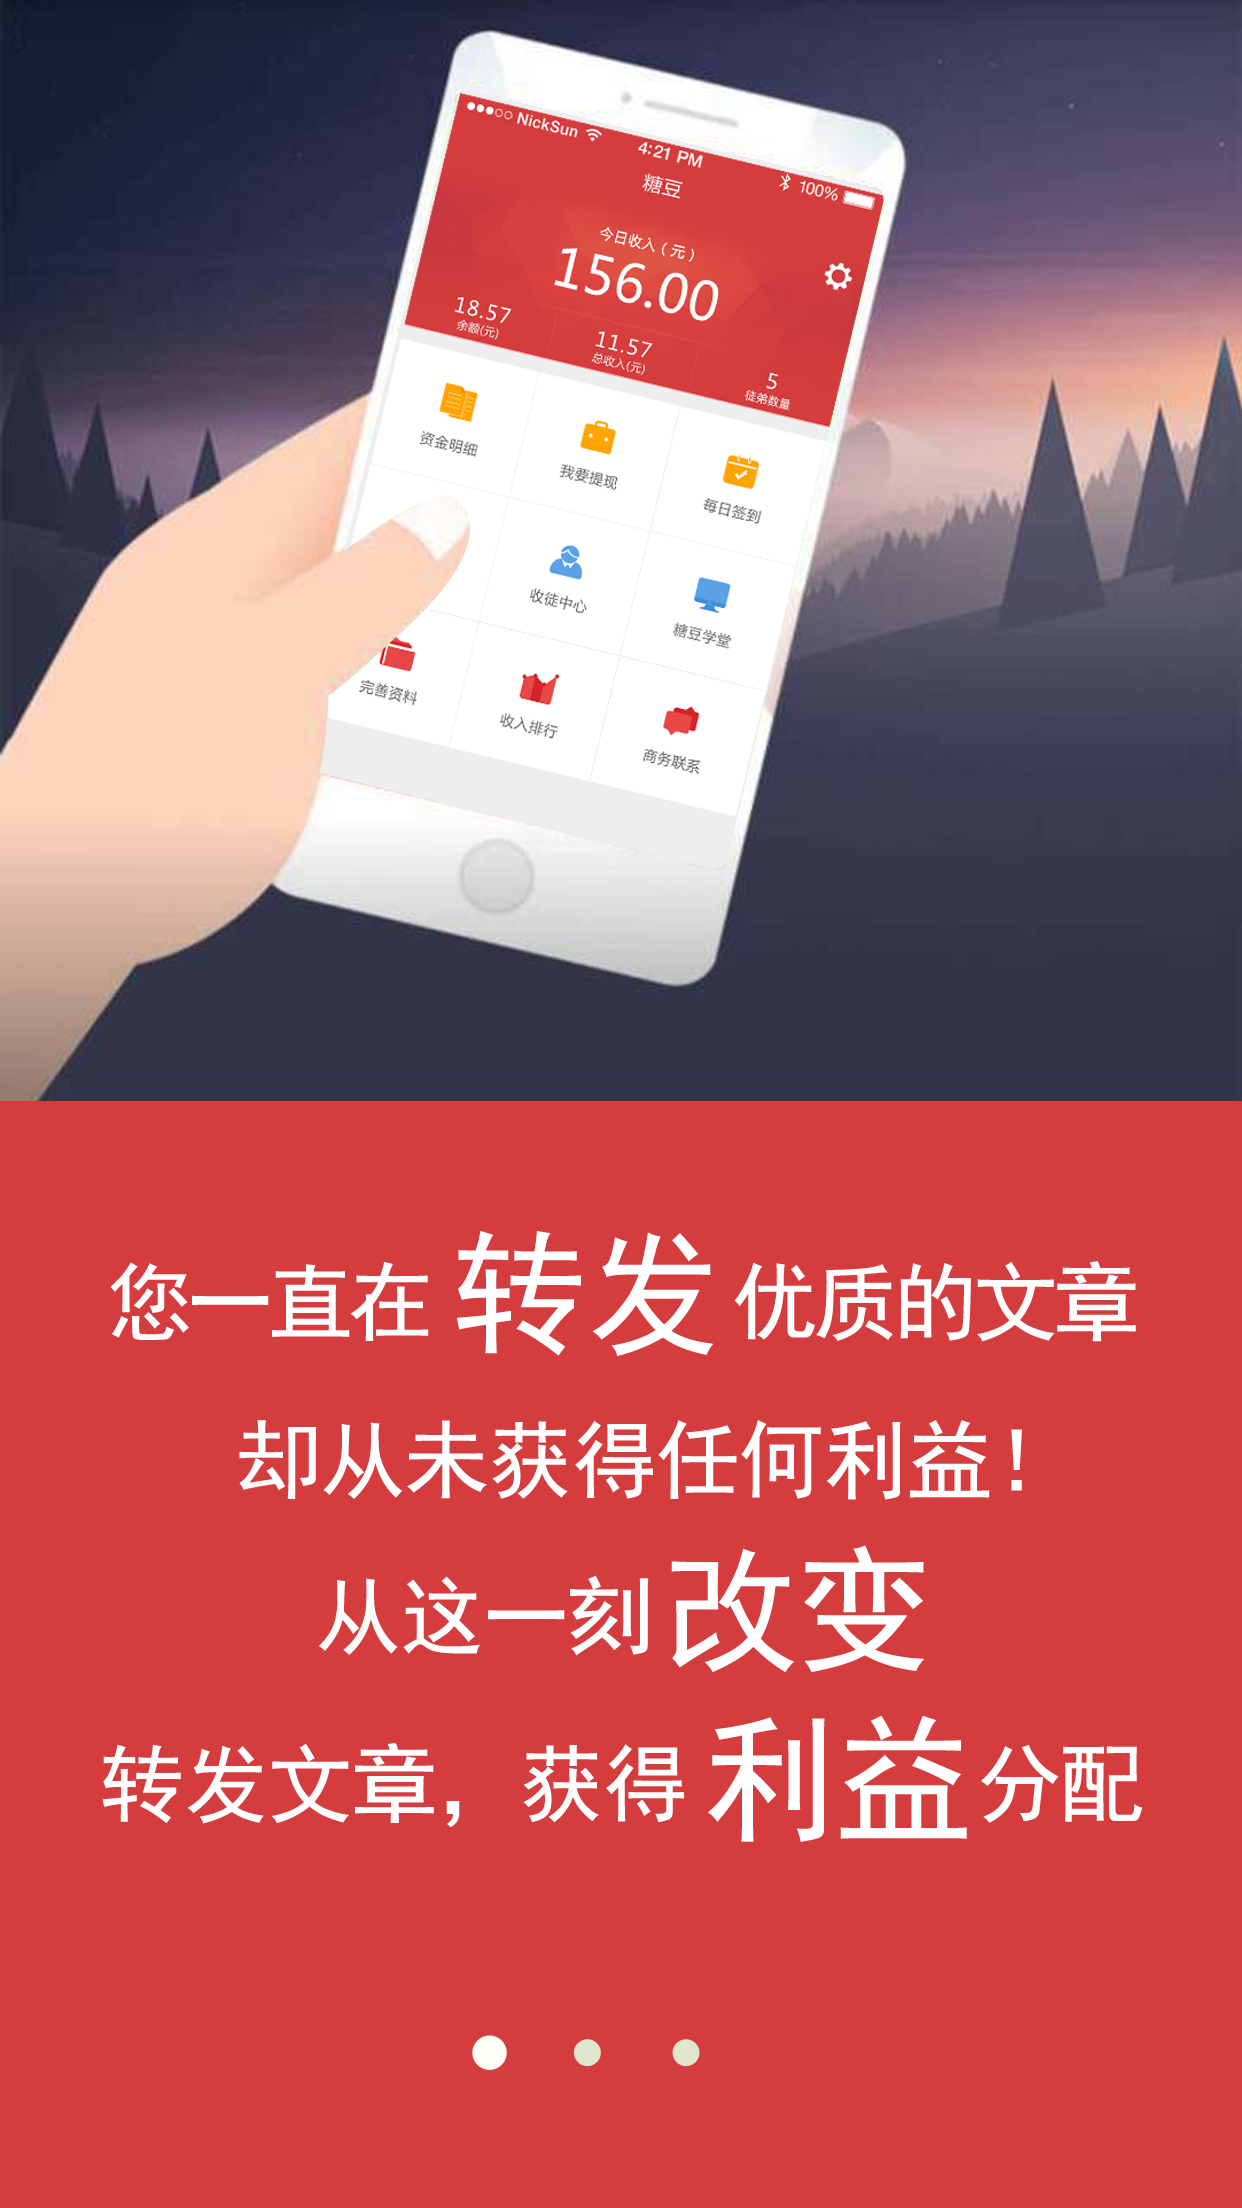 NickSun 4:21 PM 100%
糖豆
今日收入（元）
156.00
18.57 11.57 5
余额(元) 总收入(元) 徒弟数量
资金明细 我要提现 每日签到
收徒中心 糖豆学堂
完善资料 收入排行 商务联系
您一直在转发优质的文章
却从未获得任何利益！
从这一刻改变
转发文章，获得利益分配